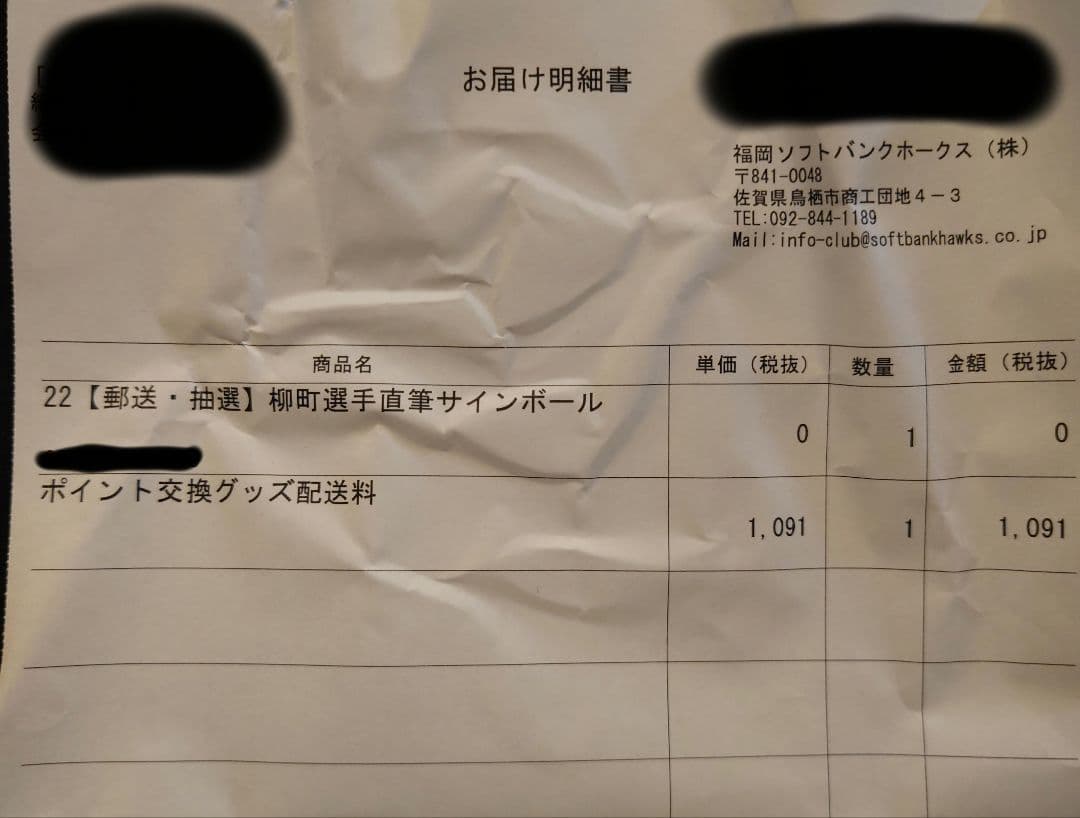 お届け明細書
福岡ソフトバンクホークス（株）
〒841-0048
佐賀県鳥栖市商工団地４－３
TEL:092-844-1189
Mail:info-club@softbankhawks.co.jp
商品名 単価（税抜） 数量 金額（税抜）
22【郵送・抽選】柳町選手直筆サインボール
0 1 0
ポイント交換グッズ配送料
1,091 1 1,091